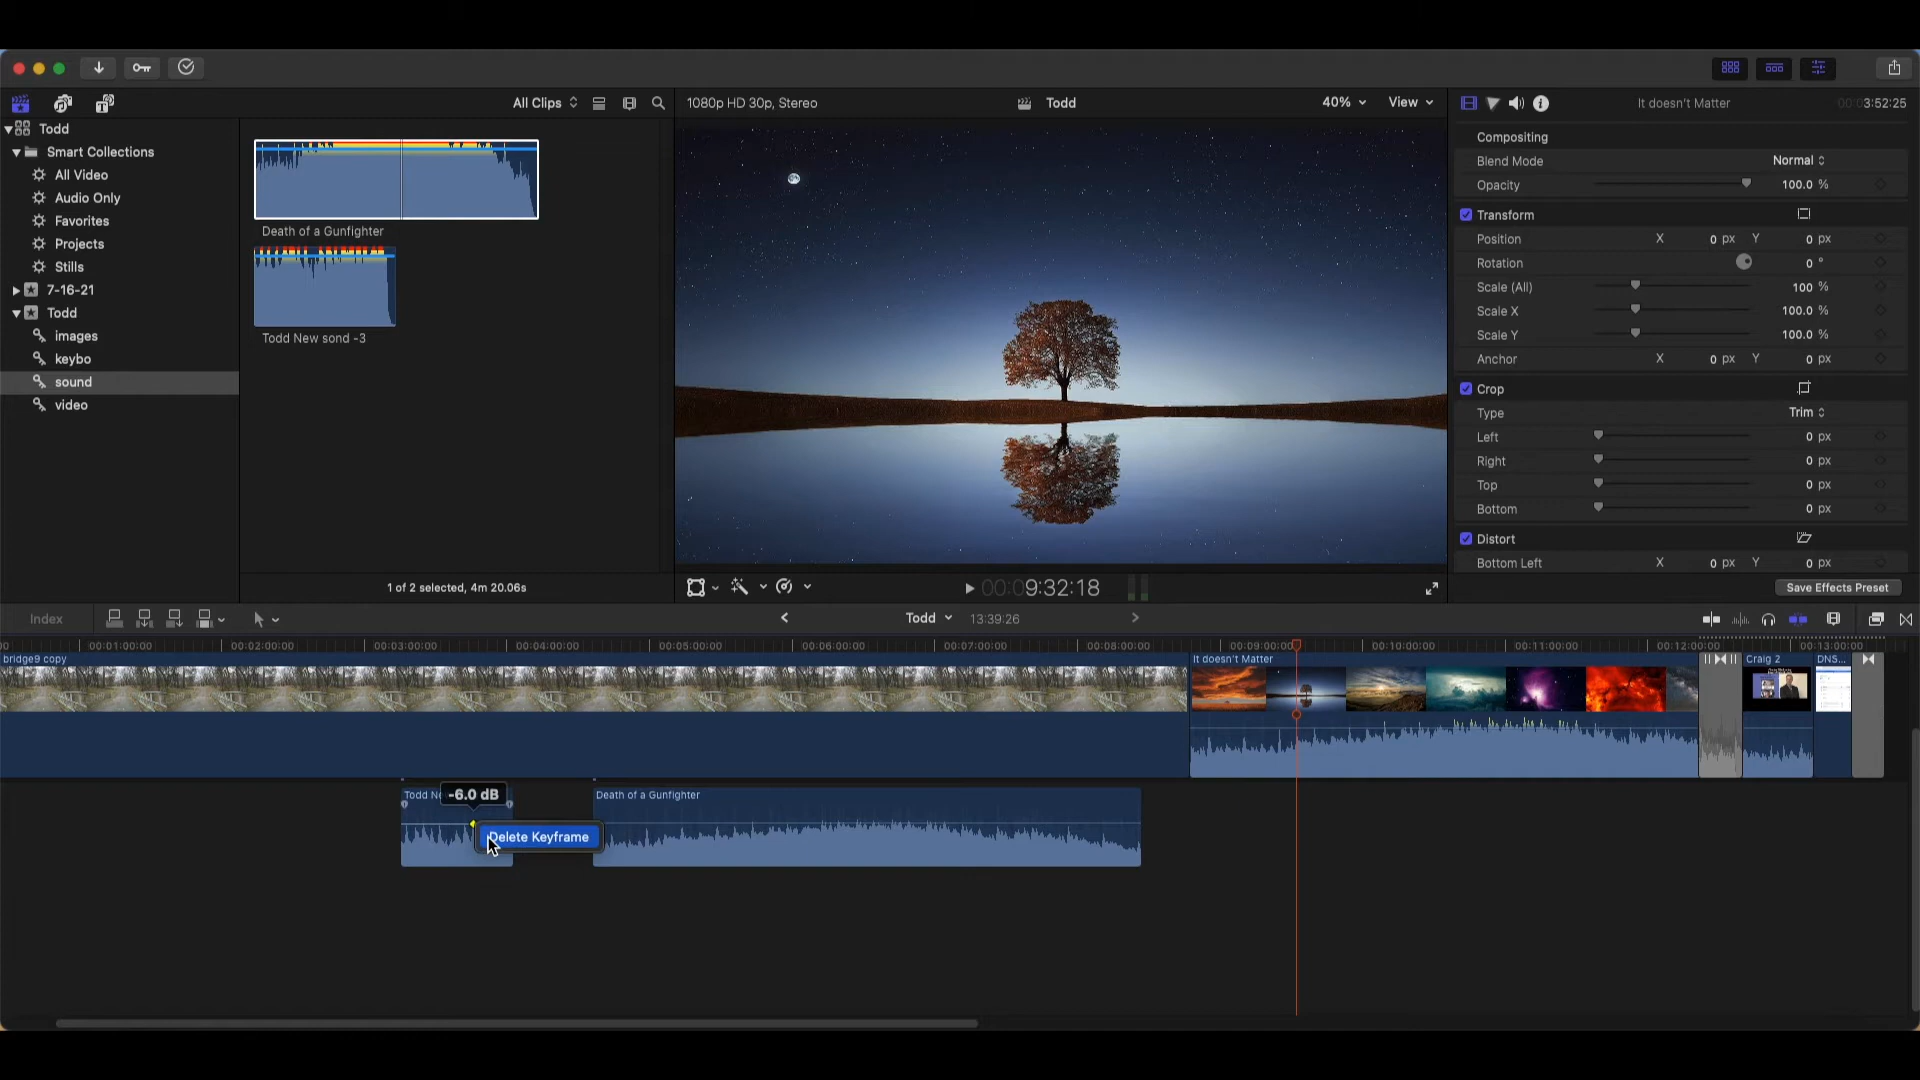 All Clips
1080p HD 30p, Stereo
Todd
40%
View
It doesn't Matter
00:03:52:25
Todd
Smart Collections
All Video
Audio Only
Favorites
Projects
Stills
7-16-21
Todd
images
keybo
sound
video
Death of a Gunfighter
Todd New sond -3
1 of 2 selected, 4m 20.06s
00:09:32:18
Compositing
Blend Mode
Normal
Opacity
100.0 %
Transform
Position
X
0 px
Y
0 px
Rotation
0 °
Scale (All)
100 %
Scale X
100.0 %
Scale Y
100.0 %
Anchor
X
0 px
Y
0 px
Crop
Type
Trim
Left
0 px
Right
0 px
Top
0 px
Bottom
0 px
Distort
Bottom Left
X
0 px
Y
0 px
Save Effects Preset
Index
Todd
13:39:26
00:01:00:00
00:02:00:00
00:03:00:00
00:04:00:00
00:05:00:00
00:06:00:00
00:07:00:00
00:08:00:00
00:09:00:00
00:10:00:00
00:11:00:00
00:12:00:00
00:13:00:00
bridge9 copy
It doesn't Matter
Craig 2
DNS...
Todd Ne
-6.0 dB
Death of a Gunfighter
Delete Keyframe